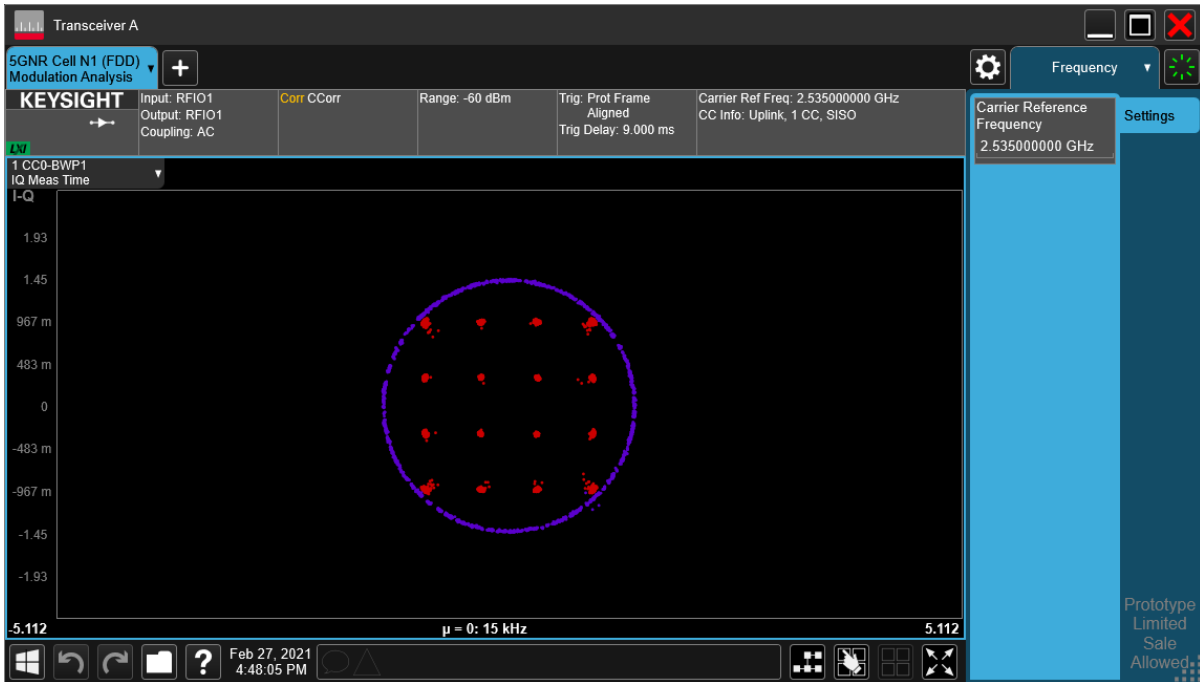 Transceiver A
5GNR Cell N1 (FDD)
Modulation Analysis
+
Frequency
KEYSIGHT
LXI
Input: RFIO1
Output: RFIO1
Coupling: AC
Corr CCorr
Range: -60 dBm
Trig: Prot Frame
Aligned
Trig Delay: 9.000 ms
Carrier Ref Freq: 2.535000000 GHz
CC Info: Uplink, 1 CC, SISO
Carrier Reference
Frequency
2.535000000 GHz
Settings
1 CC0-BWP1
IQ Meas Time
I-Q
1.93
1.45
967 m
483 m
0
-483 m
-967 m
-1.45
-1.93
-5.112
μ = 0: 15 kHz
5.112
Prototype
Limited
Sale
Allowed
?
Feb 27, 2021
4:48:05 PM